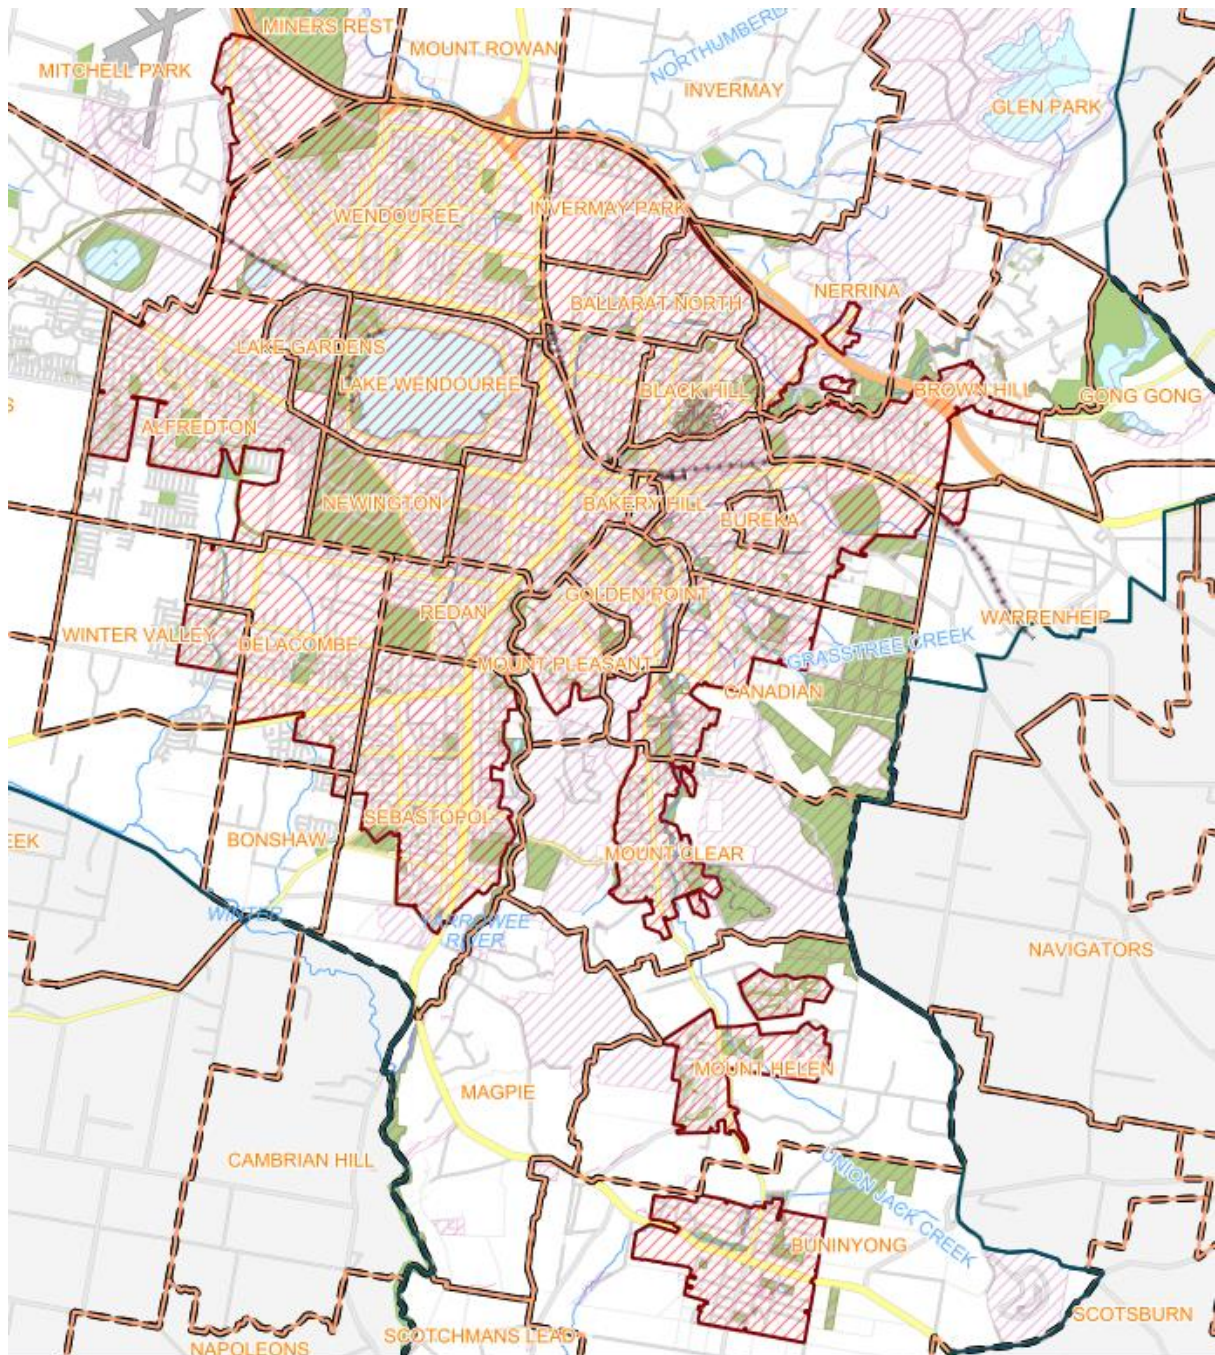 MINERS REST
MOUNT ROWAN
MITCHELL PARK
INVERMAY
GLEN PARK
WENDOUREE
INVERMAY PARK
NERRINA
BALLARAT NORTH
LAKE GARDENS
LAKE WENDOUREE
BLACK HILL
BROWN HILL
GONG GONG
S
ALFREDTON
NEWINGTON
BAKERY HILL
EUREKA
GOLDEN POINT
REDAN
WARRENHEIP
WINTER VALLEY
DELACOMBE
GRASSTREE CREEK
MOUNT PLEASANT
CANADIAN
SEBASTOPOL
BONSHAW
EEK
MOUNT CLEAR
WINTER
YARROWEE
RIVER
NAVIGATORS
MOUNT HELEN
MAGPIE
CAMBRIAN HILL
UNION JACK CREEK
BUNINYONG
SCOTSBURN
SCOTCHMANS LEAD
NAPOLEONS